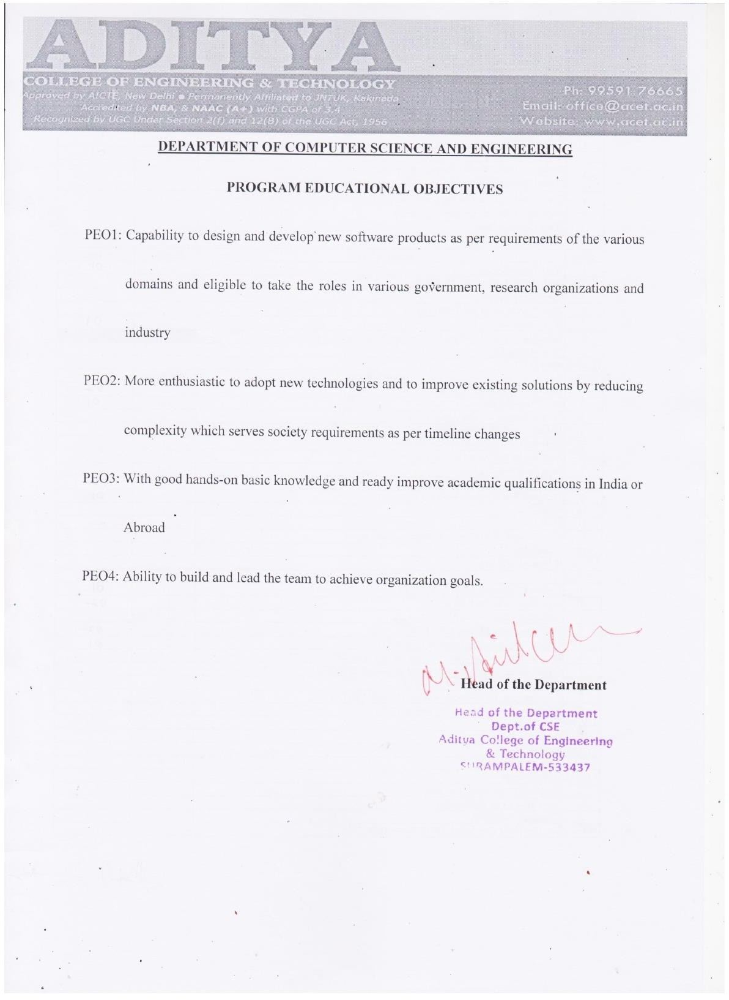 ADITYA
COLLEGE OF ENGINEERING & TECHNOLOGY
Approved by AICTE, New Delhi ● Permanently Affiliated to JNTUK, Kakinada
Accredited by NBA, & NAAC (A+) with CGPA of 3.4
Recognized by UGC Under Section 2(f) and 12(B) of the UGC Act, 1956
Ph: 99591 76665
Email: office@acet.ac.in
Website: www.acet.ac.in
DEPARTMENT OF COMPUTER SCIENCE AND ENGINEERING
PROGRAM EDUCATIONAL OBJECTIVES
PEO1: Capability to design and develop new software products as per requirements of the various
domains and eligible to take the roles in various government, research organizations and
industry
PEO2: More enthusiastic to adopt new technologies and to improve existing solutions by reducing
complexity which serves society requirements as per timeline changes
PEO3: With good hands-on basic knowledge and ready improve academic qualifications in India or
Abroad
PEO4: Ability to build and lead the team to achieve organization goals.
Head of the Department
Head of the Department
Dept.of CSE
Aditya College of Engineering
& Technology
SURAMPALEM-533437